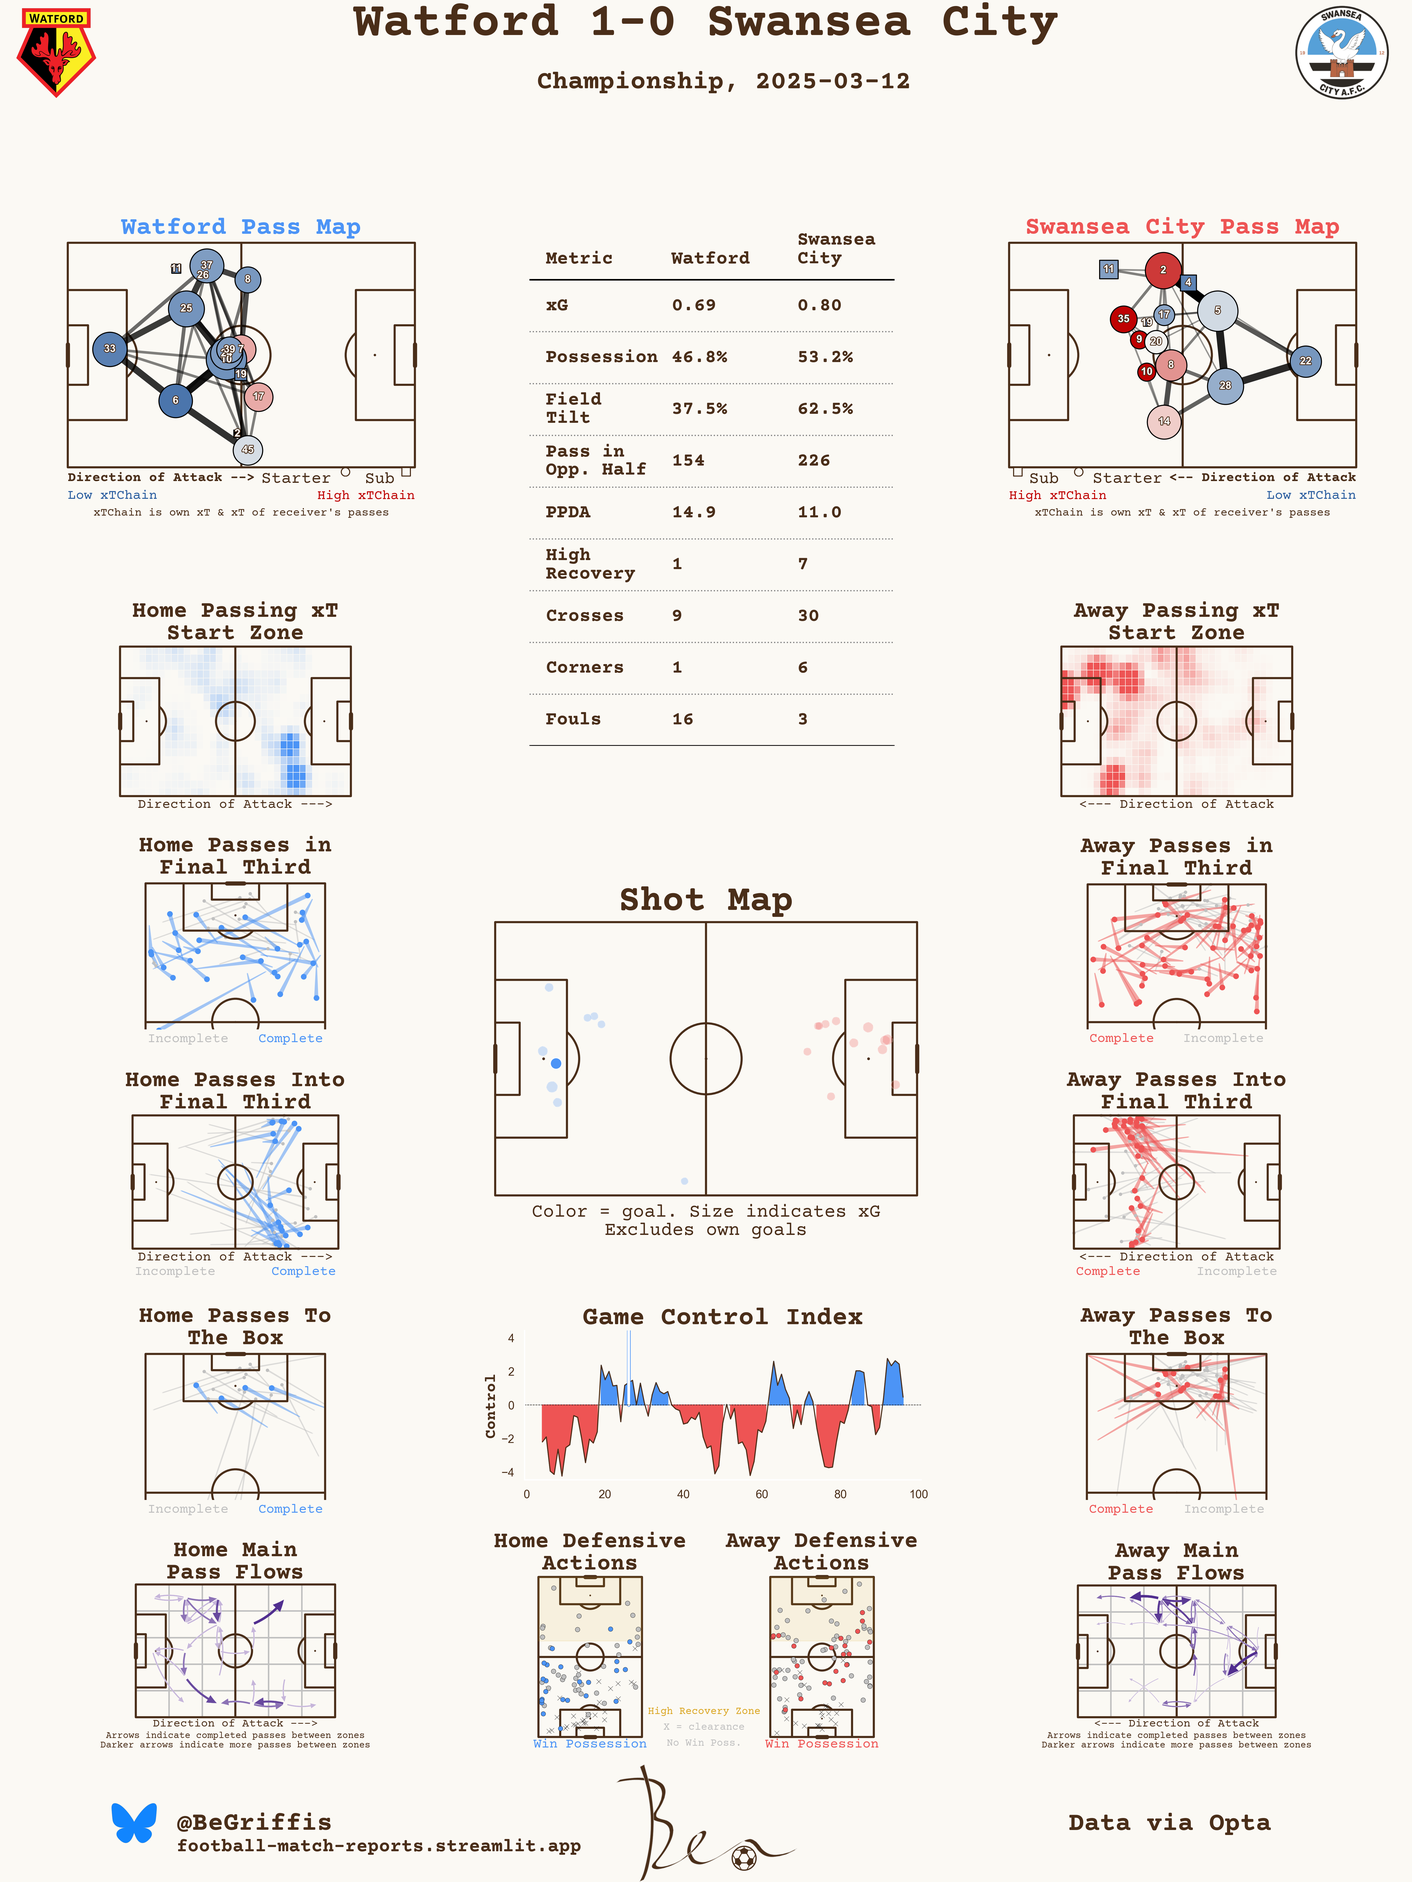 WATFORD
Watford 1-0 Swansea City
Championship, 2025-03-12
SWANSEA
19 12
CITY A.F.C.
Watford Pass Map
11
37
26
8
25
33
39
7
10
19
6
17
2
45
Direction of Attack --> Starter Sub
Low xTChain High xTChain
xTChain is own xT & xT of receiver's passes
Metric Watford Swansea City
xG 0.69 0.80
Possession 46.8% 53.2%
Field Tilt 37.5% 62.5%
Pass in Opp. Half 154 226
PPDA 14.9 11.0
High Recovery 1 7
Crosses 9 30
Corners 1 6
Fouls 16 3
Swansea City Pass Map
11
2
4
5
35
17
19
9
20
22
8
10
28
14
Sub Starter <-- Direction of Attack
High xTChain Low xTChain
xTChain is own xT & xT of receiver's passes
Home Passing xT
Start Zone
Direction of Attack --->
Away Passing xT
Start Zone
<--- Direction of Attack
Home Passes in
Final Third
Incomplete Complete
Away Passes in
Final Third
Complete Incomplete
Shot Map
Color = goal. Size indicates xG
Excludes own goals
Home Passes Into
Final Third
Direction of Attack --->
Incomplete Complete
Away Passes Into
Final Third
<--- Direction of Attack
Complete Incomplete
Home Passes To
The Box
Incomplete Complete
Game Control Index
Control
4
2
0
−2
−4
0 20 40 60 80 100
Away Passes To
The Box
Complete Incomplete
Home Main
Pass Flows
Direction of Attack --->
Arrows indicate completed passes between zones
Darker arrows indicate more passes between zones
Home Defensive
Actions
Win Possession
Away Defensive
Actions
Win Possession
High Recovery Zone
X = clearance
No Win Poss.
Away Main
Pass Flows
<--- Direction of Attack
Arrows indicate completed passes between zones
Darker arrows indicate more passes between zones
@BeGriffis
football-match-reports.streamlit.app
Ben
Data via Opta